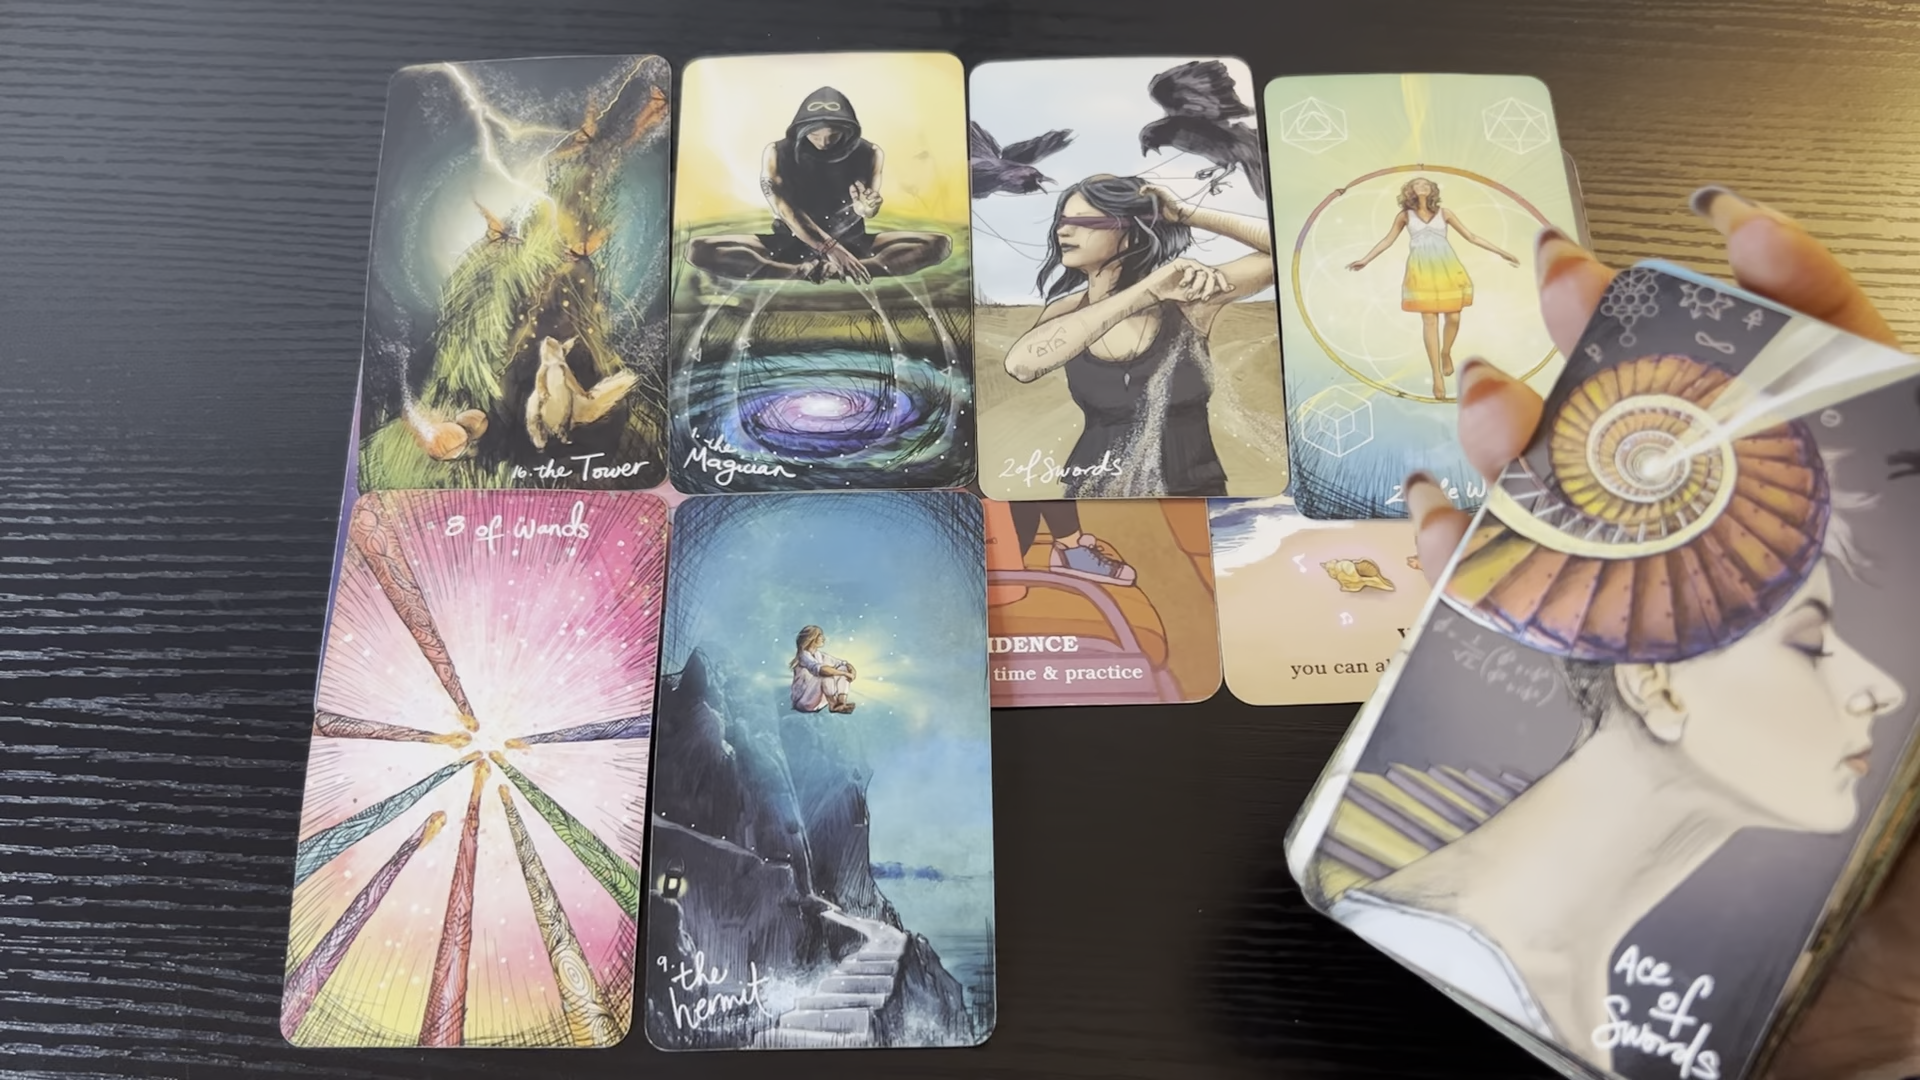 16. the Tower
1. the
Magician
2 of Swords
8 of Wands
9. the
hermit
IDENCE
time & practice
you can a
Ace
of
Swords